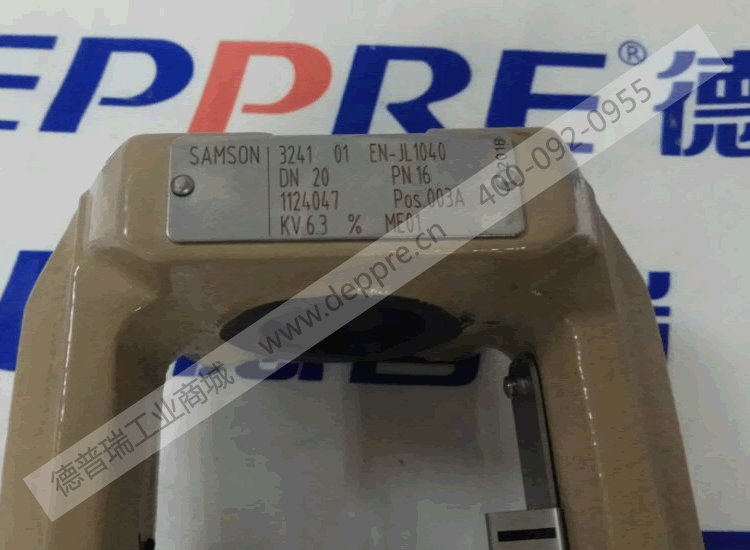 EPPRE® 德
SAMSON 3241 01 EN-JL1040
DN 20 PN 16
1124047 Pos.003A
KV 6.3 % ME01
2018
德普瑞工业商城 www.deppre.cn 400-092-0955
瑞